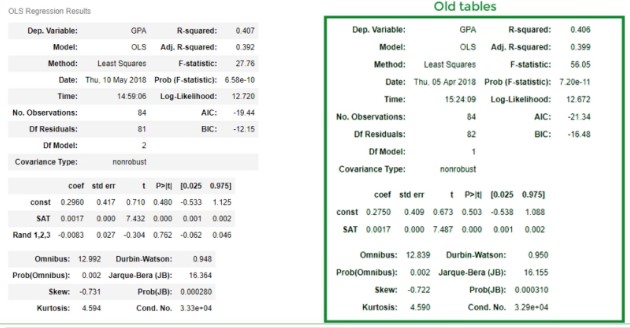 OLS Regression Results
Dep. Variable: GPA R-squared: 0.407
Model: OLS Adj. R-squared: 0.392
Method: Least Squares F-statistic: 27.76
Date: Thu, 10 May 2018 Prob (F-statistic): 6.58e-10
Time: 14:59:06 Log-Likelihood: 12.720
No. Observations: 84 AIC: -19.44
Df Residuals: 81 BIC: -12.15
Df Model: 2
Covariance Type: nonrobust
coef std err t P>|t| [0.025 0.975]
const 0.2960 0.417 0.710 0.480 -0.533 1.125
SAT 0.0017 0.000 7.432 0.000 0.001 0.002
Rand 1,2,3 -0.0083 0.027 -0.304 0.762 -0.062 0.046
Omnibus: 12.992 Durbin-Watson: 0.948
Prob(Omnibus): 0.002 Jarque-Bera (JB): 16.364
Skew: -0.731 Prob(JB): 0.000280
Kurtosis: 4.594 Cond. No. 3.33e+04
Old tables
Dep. Variable: GPA R-squared: 0.406
Model: OLS Adj. R-squared: 0.399
Method: Least Squares F-statistic: 56.05
Date: Thu, 05 Apr 2018 Prob (F-statistic): 7.20e-11
Time: 15:24:09 Log-Likelihood: 12.672
No. Observations: 84 AIC: -21.34
Df Residuals: 82 BIC: -16.48
Df Model: 1
Covariance Type: nonrobust
coef std err t P>|t| [0.025 0.975]
const 0.2750 0.409 0.673 0.503 -0.538 1.088
SAT 0.0017 0.000 7.487 0.000 0.001 0.002
Omnibus: 12.839 Durbin-Watson: 0.950
Prob(Omnibus): 0.002 Jarque-Bera (JB): 16.155
Skew: -0.722 Prob(JB): 0.000310
Kurtosis: 4.590 Cond. No. 3.29e+04